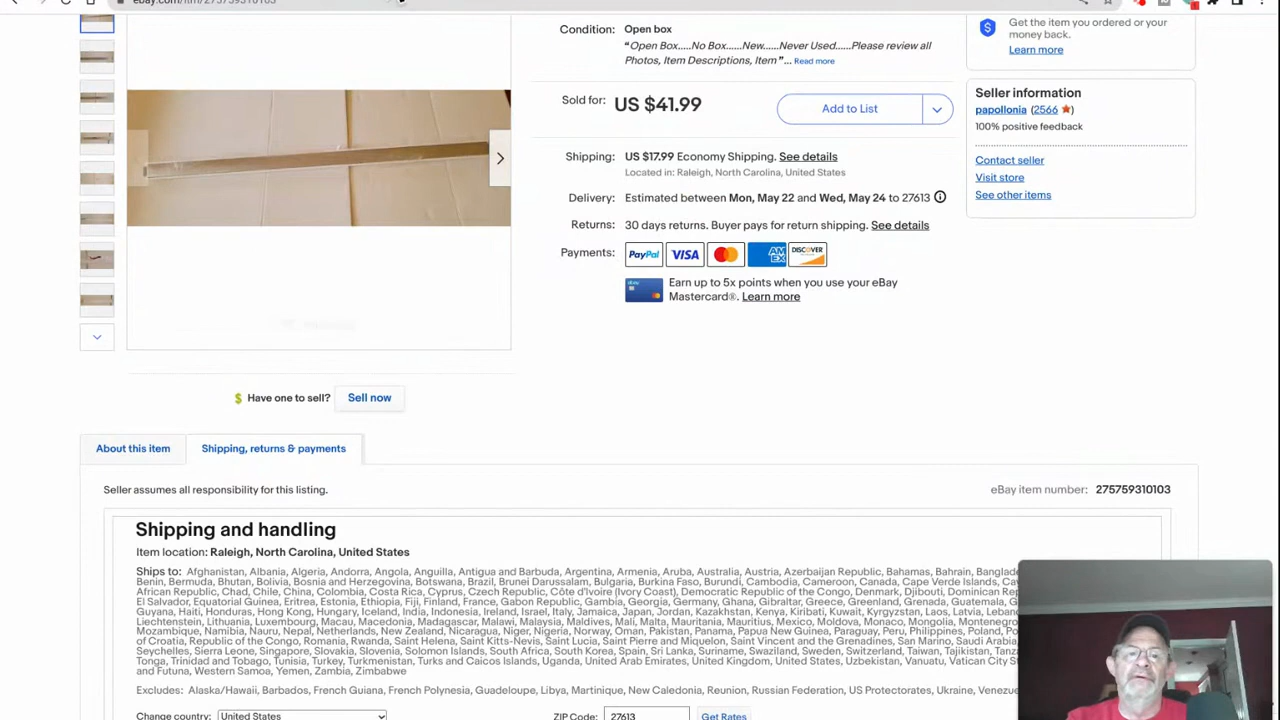 ebay.com/itm/275759310103
Get the item you ordered or your
money back.
Learn more
Condition:
Open box
“Open Box.....No Box.....New.....Never Used.....Please review all
Photos, Item Descriptions, Item”... Read more
Sold for:
US $41.99
Add to List
Shipping:
US $17.99 Economy Shipping. See details
Located in: Raleigh, North Carolina, United States
Delivery:
Estimated between Mon, May 22 and Wed, May 24 to 27613
Returns:
30 days returns. Buyer pays for return shipping. See details
Payments:
PayPal VISA AM EX DISCOVER
Earn up to 5x points when you use your eBay
Mastercard®. Learn more
Seller information
papollonia (2566 )
100% positive feedback
Contact seller
Visit store
See other items
$ Have one to sell? Sell now
About this item
Shipping, returns & payments
Seller assumes all responsibility for this listing.
eBay item number: 275759310103
Shipping and handling
Item location: Raleigh, North Carolina, United States
Ships to: Afghanistan, Albania, Algeria, Andorra, Angola, Anguilla, Antigua and Barbuda, Argentina, Armenia, Aruba, Australia, Austria, Azerbaijan Republic, Bahamas, Bahrain, Banglade
Benin, Bermuda, Bhutan, Bolivia, Bosnia and Herzegovina, Botswana, Brazil, Brunei Darussalam, Bulgaria, Burkina Faso, Burundi, Cambodia, Cameroon, Canada, Cape Verde Islands, C
African Republic, Chad, Chile, China, Colombia, Costa Rica, Cyprus, Czech Republic, Côte d'Ivoire (Ivory Coast), Democratic Republic of the Congo, Denmark, Djibouti, Dominican Repu
El Salvador, Equatorial Guinea, Eritrea, Estonia, Ethiopia, Fiji, Finland, France, Gabon Republic, Gambia, Georgia, Germany, Ghana, Gibraltar, Greece, Greenland, Grenada, Guatemala, G
Guyana, Haiti, Honduras, Hong Kong, Hungary, Iceland, India, Indonesia, Ireland, Israel, Italy, Jamaica, Japan, Jordan, Kazakhstan, Kenya, Kiribati, Kuwait, Kyrgyzstan, Laos, Latvia, Leban
Liechtenstein, Lithuania, Luxembourg, Macau, Macedonia, Madagascar, Malawi, Malaysia, Maldives, Mali, Malta, Mauritania, Mauritius, Mexico, Moldova, Monaco, Mongolia, Montenegro
Mozambique, Namibia, Nauru, Nepal, Netherlands, New Zealand, Nicaragua, Niger, Nigeria, Norway, Oman, Pakistan, Panama, Papua New Guinea, Paraguay, Peru, Philippines, Poland, Po
of Croatia, Republic of the Congo, Romania, Rwanda, Saint Helena, Saint Kitts-Nevis, Saint Lucia, Saint Pierre and Miquelon, Saint Vincent and the Grenadines, San Marino, Saudi Arabia,
Seychelles, Sierra Leone, Singapore, Slovakia, Slovenia, Solomon Islands, South Africa, South Korea, Spain, Sri Lanka, Suriname, Swaziland, Sweden, Switzerland, Taiwan, Tajikistan, Tanz
Tonga, Trinidad and Tobago, Tunisia, Turkey, Turkmenistan, Turks and Caicos Islands, Uganda, United Arab Emirates, United Kingdom, United States, Uzbekistan, Vanuatu, Vatican City St
and Futuna, Western Samoa, Yemen, Zambia, Zimbabwe
Excludes: Alaska/Hawaii, Barbados, French Guiana, French Polynesia, Guadeloupe, Libya, Martinique, New Caledonia, Reunion, Russian Federation, US Protectorates, Ukraine, Venezue
Change country: United States
ZIP Code: 27613 Get Rates